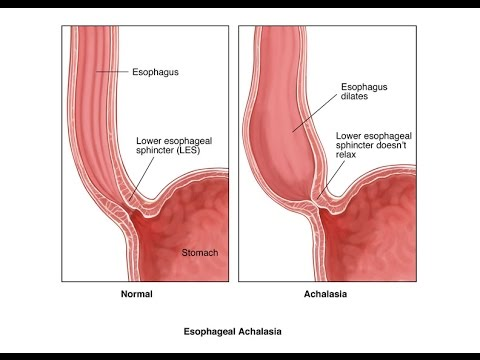 Esophagus
Lower esophageal
sphincter (LES)
Stomach
Normal
Esophagus
dilates
Lower esophageal
sphincter doesn't
relax
Achalasia
Esophageal Achalasia